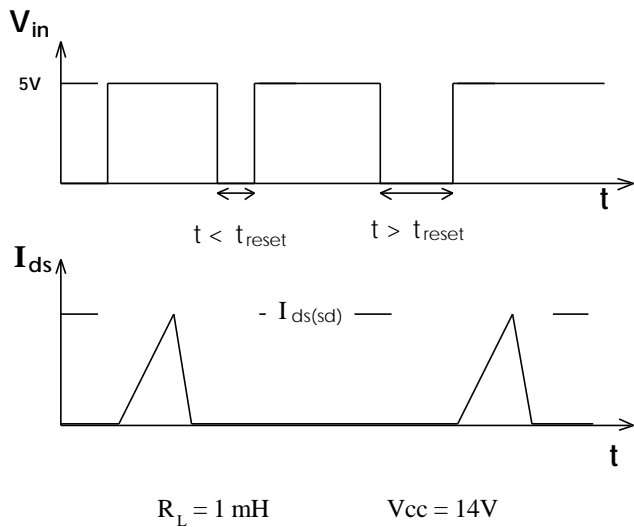 Vin
5V
t
t < treset t > treset
Ids
- Ids(sd)
t
RL = 1 mH Vcc = 14V